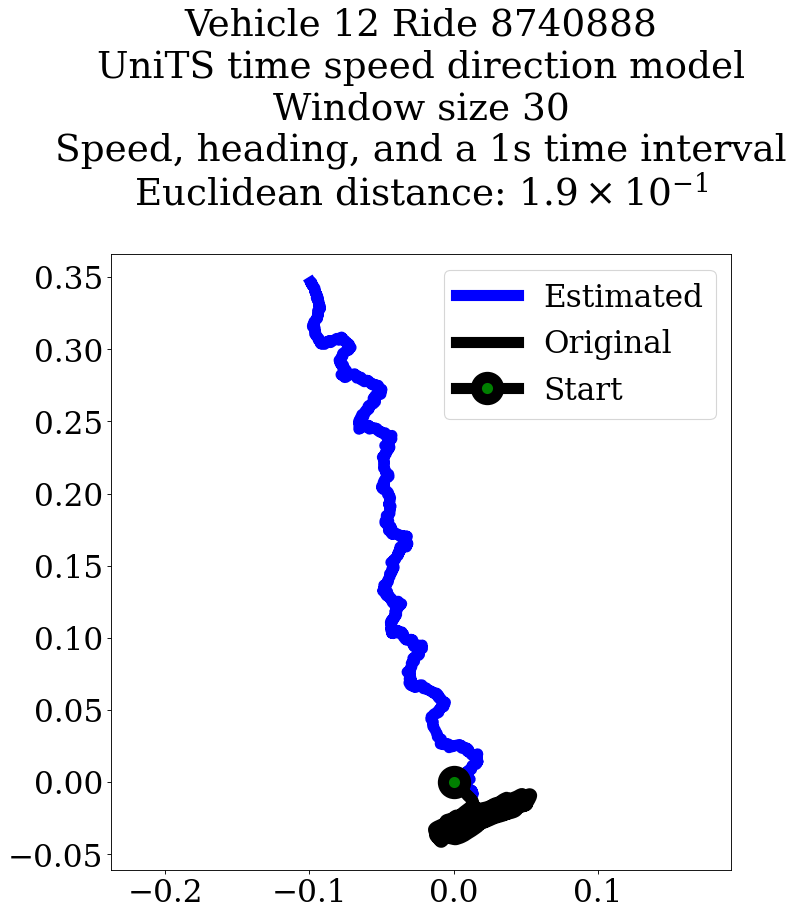 Vehicle 12 Ride 8740888
UniTS time speed direction model
Window size 30
Speed, heading, and a 1s time interval
Euclidean distance: 1.9 × 10⁻¹
Estimated
Original
Start
0.35
0.30
0.25
0.20
0.15
0.10
0.05
0.00
−0.05
−0.2 −0.1 0.0 0.1